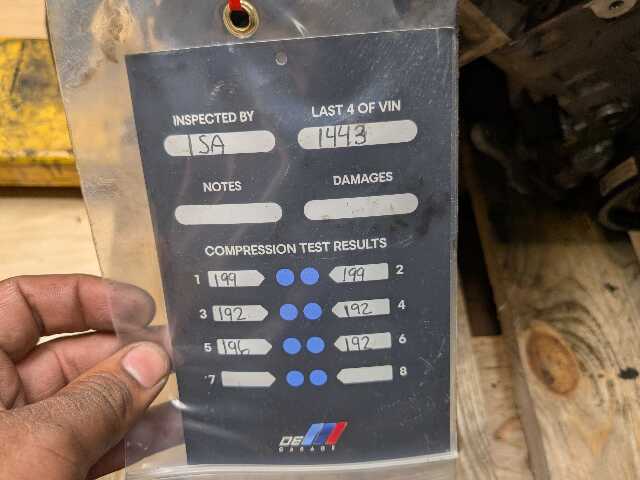 INSPECTED BY LAST 4 OF VIN
ISA 1443
NOTES DAMAGES
COMPRESSION TEST RESULTS
1 199 199 2
3 192 192 4
5 196 192 6
7 8
DE
GARAGE